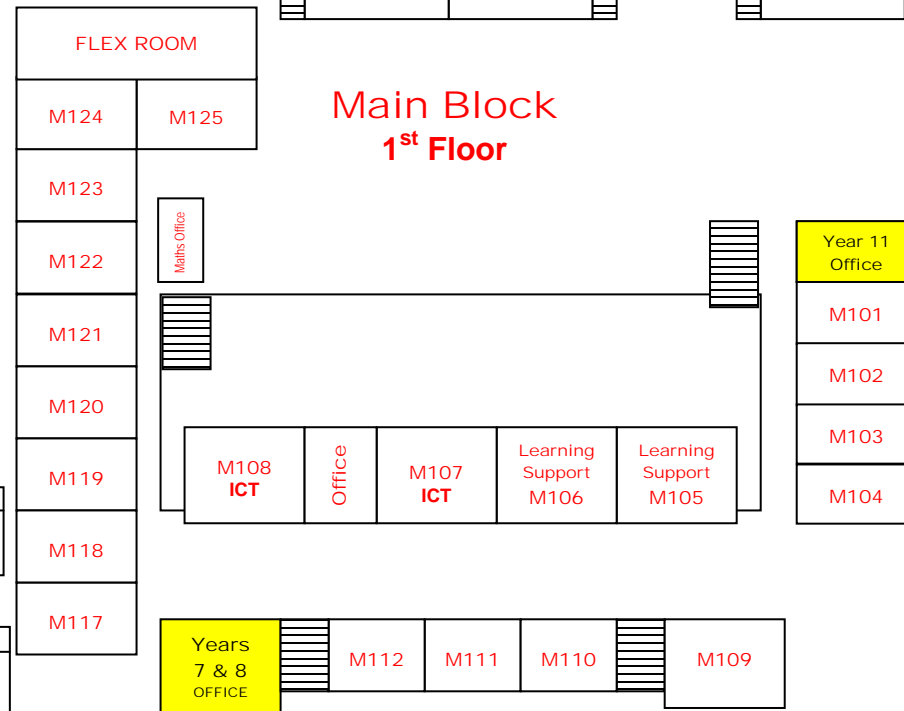 FLEX ROOM
M124
M125
Main Block
1st Floor
M123
Maths Office
M122
Year 11
Office
M121
M101
M102
M120
M103
M119
M108
ICT
Office
M107
ICT
Learning
Support
M106
Learning
Support
M105
M104
M118
M117
Years
7 & 8
OFFICE
M112
M111
M110
M109